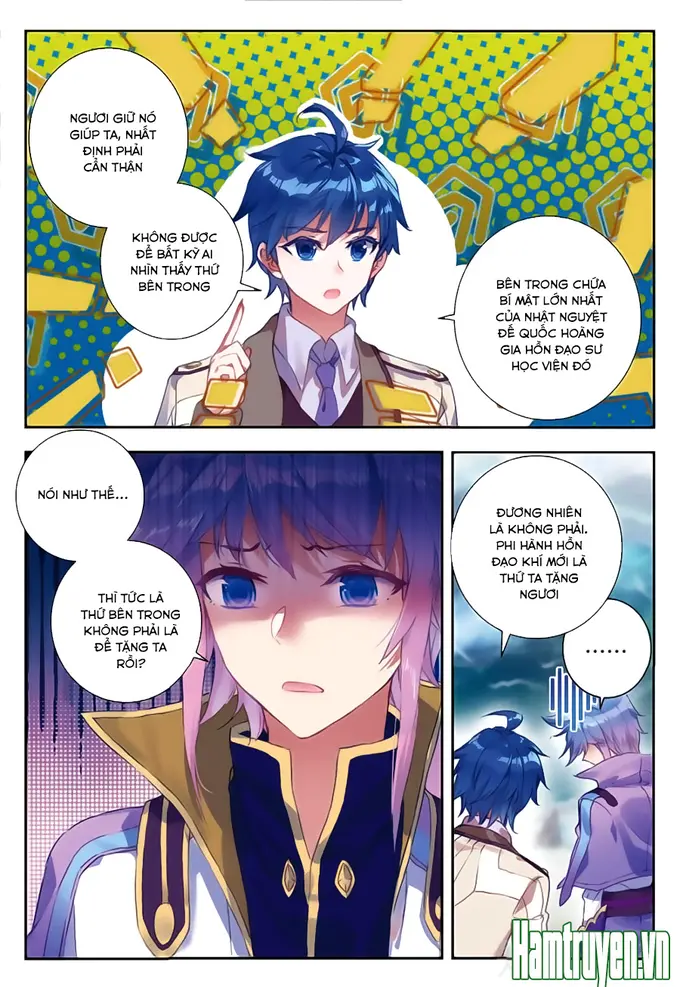 NGƯƠI GIỮ NÓ
GIÚP TA, NHẤT
ĐỊNH PHẢI
CẨN THẬN
KHÔNG ĐƯỢC
ĐỂ BẤT KỲ AI
NHÌN THẤY THỨ
BÊN TRONG
BÊN TRONG CHỨA
BÍ MẬT LỚN NHẤT
CỦA NHẬT NGUYỆT
ĐẾ QUỐC HOÀNG
GIA HỒN ĐẠO SƯ
HỌC VIỆN ĐÓ
NÓI NHƯ THẾ...
THÌ TỨC LÀ
THỨ BÊN TRONG
KHÔNG PHẢI LÀ
ĐỂ TẶNG TA
RỒI?
ĐƯƠNG NHIÊN
LÀ KHÔNG PHẢI.
PHI HÀNH HỒN
ĐẠO KHÍ MỚI LÀ
THỨ TA TẶNG
NGƯƠI
......
Hamtruyen.vn